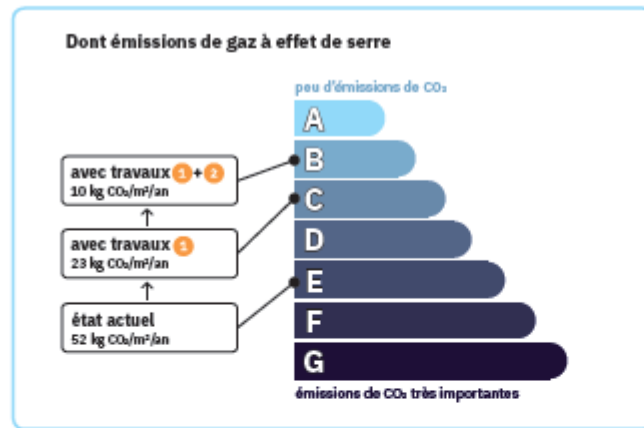 Dont émissions de gaz à effet de serre
peu d'émissions de CO₂
A
B
C
D
E
F
G
émissions de CO₂ très importantes
avec travaux 1 + 2
10 kg CO₂/m²/an
avec travaux 1
23 kg CO₂/m²/an
état actuel
52 kg CO₂/m²/an